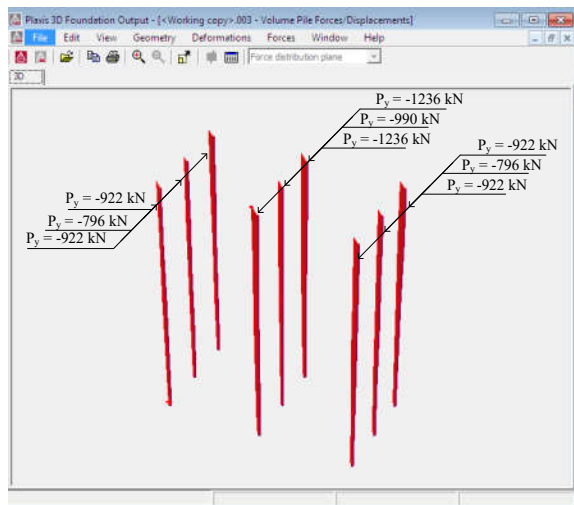 Plaxis 3D Foundation Output - [<Working copy>.003 - Volume Pile Forces/Displacements]
File Edit View Geometry Deformations Forces Window Help
Force distribution plane
3D
Py = -1236 kN
Py = -990 kN
Py = -1236 kN
Py = -922 kN
Py = -796 kN
Py = -922 kN
Py = -922 kN
Py = -796 kN
Py = -922 kN